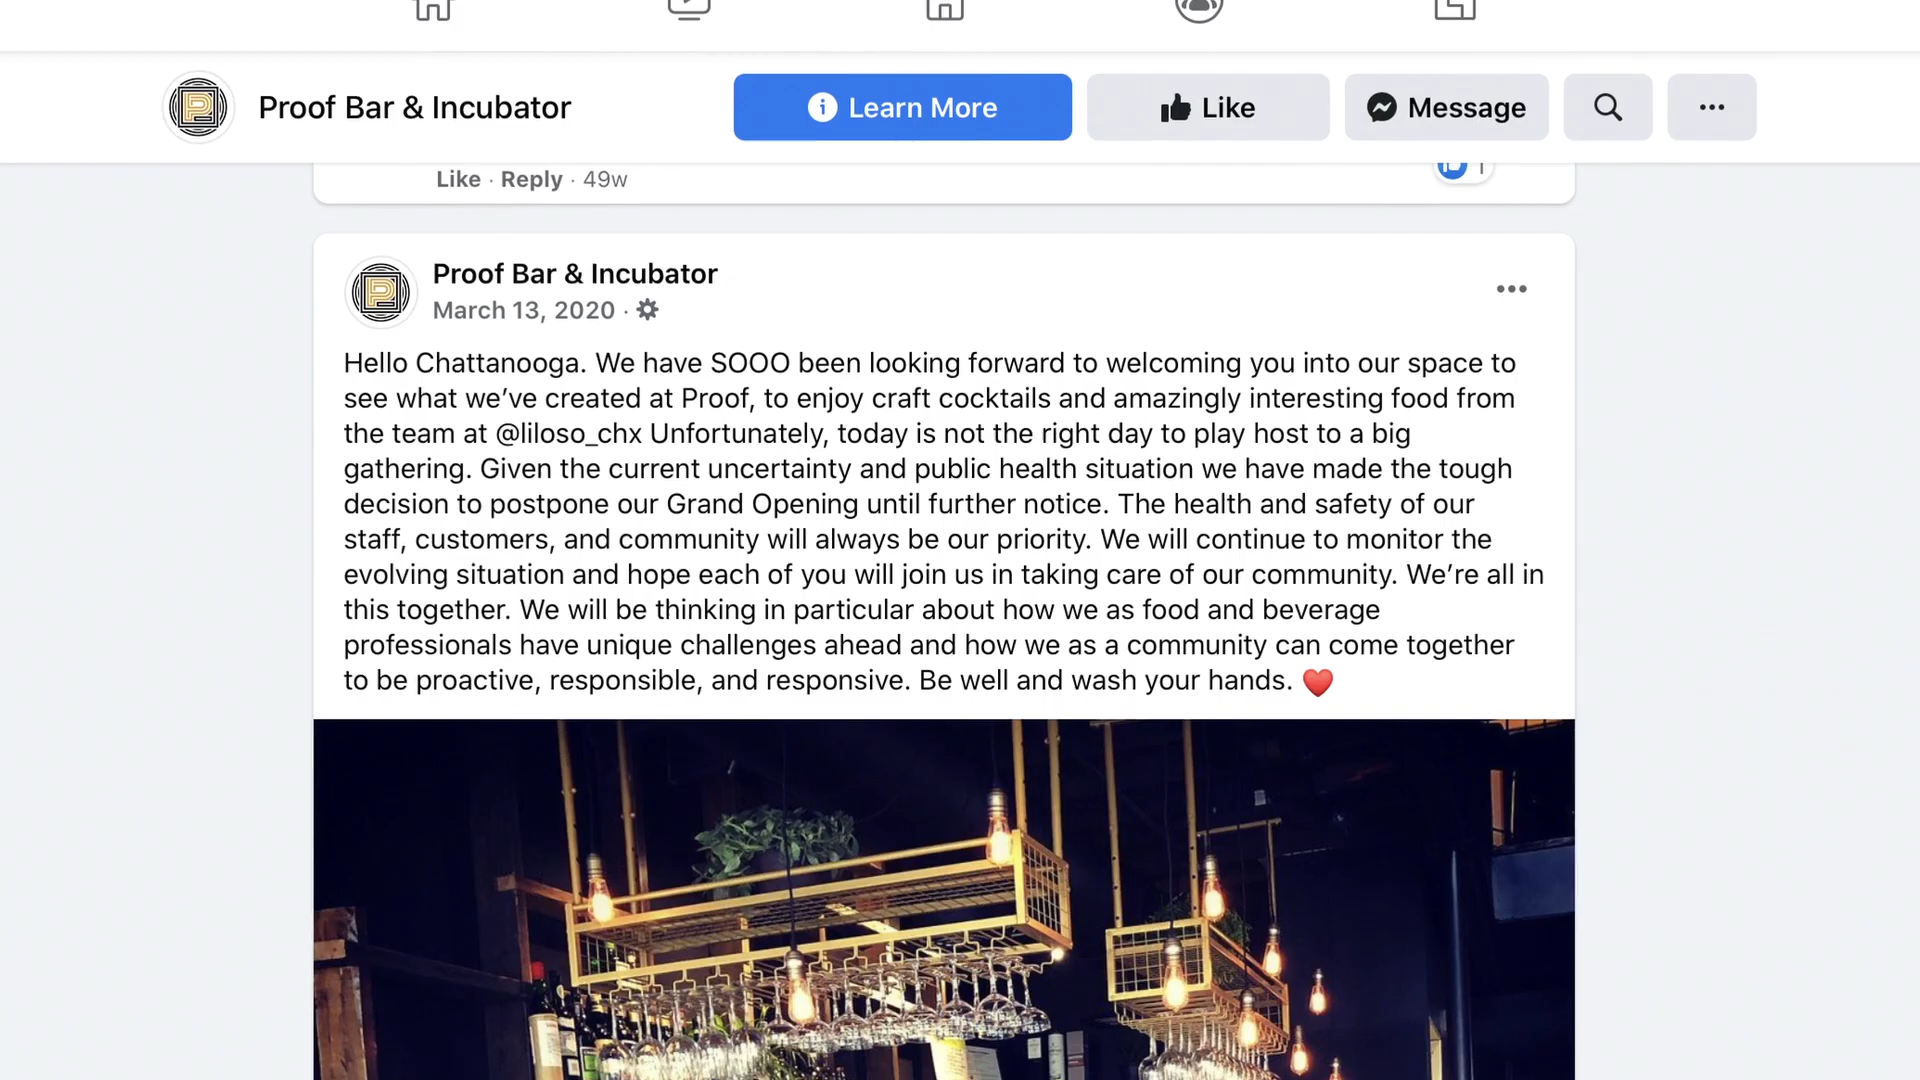 Proof Bar & Incubator
Learn More
Like
Message
Like · Reply · 49w
1
Proof Bar & Incubator
March 13, 2020 ·
Hello Chattanooga. We have SOOO been looking forward to welcoming you into our space to
see what we’ve created at Proof, to enjoy craft cocktails and amazingly interesting food from
the team at @liloso_chx Unfortunately, today is not the right day to play host to a big
gathering. Given the current uncertainty and public health situation we have made the tough
decision to postpone our Grand Opening until further notice. The health and safety of our
staff, customers, and community will always be our priority. We will continue to monitor the
evolving situation and hope each of you will join us in taking care of our community. We’re all in
this together. We will be thinking in particular about how we as food and beverage
professionals have unique challenges ahead and how we as a community can come together
to be proactive, responsible, and responsive. Be well and wash your hands. ❤️